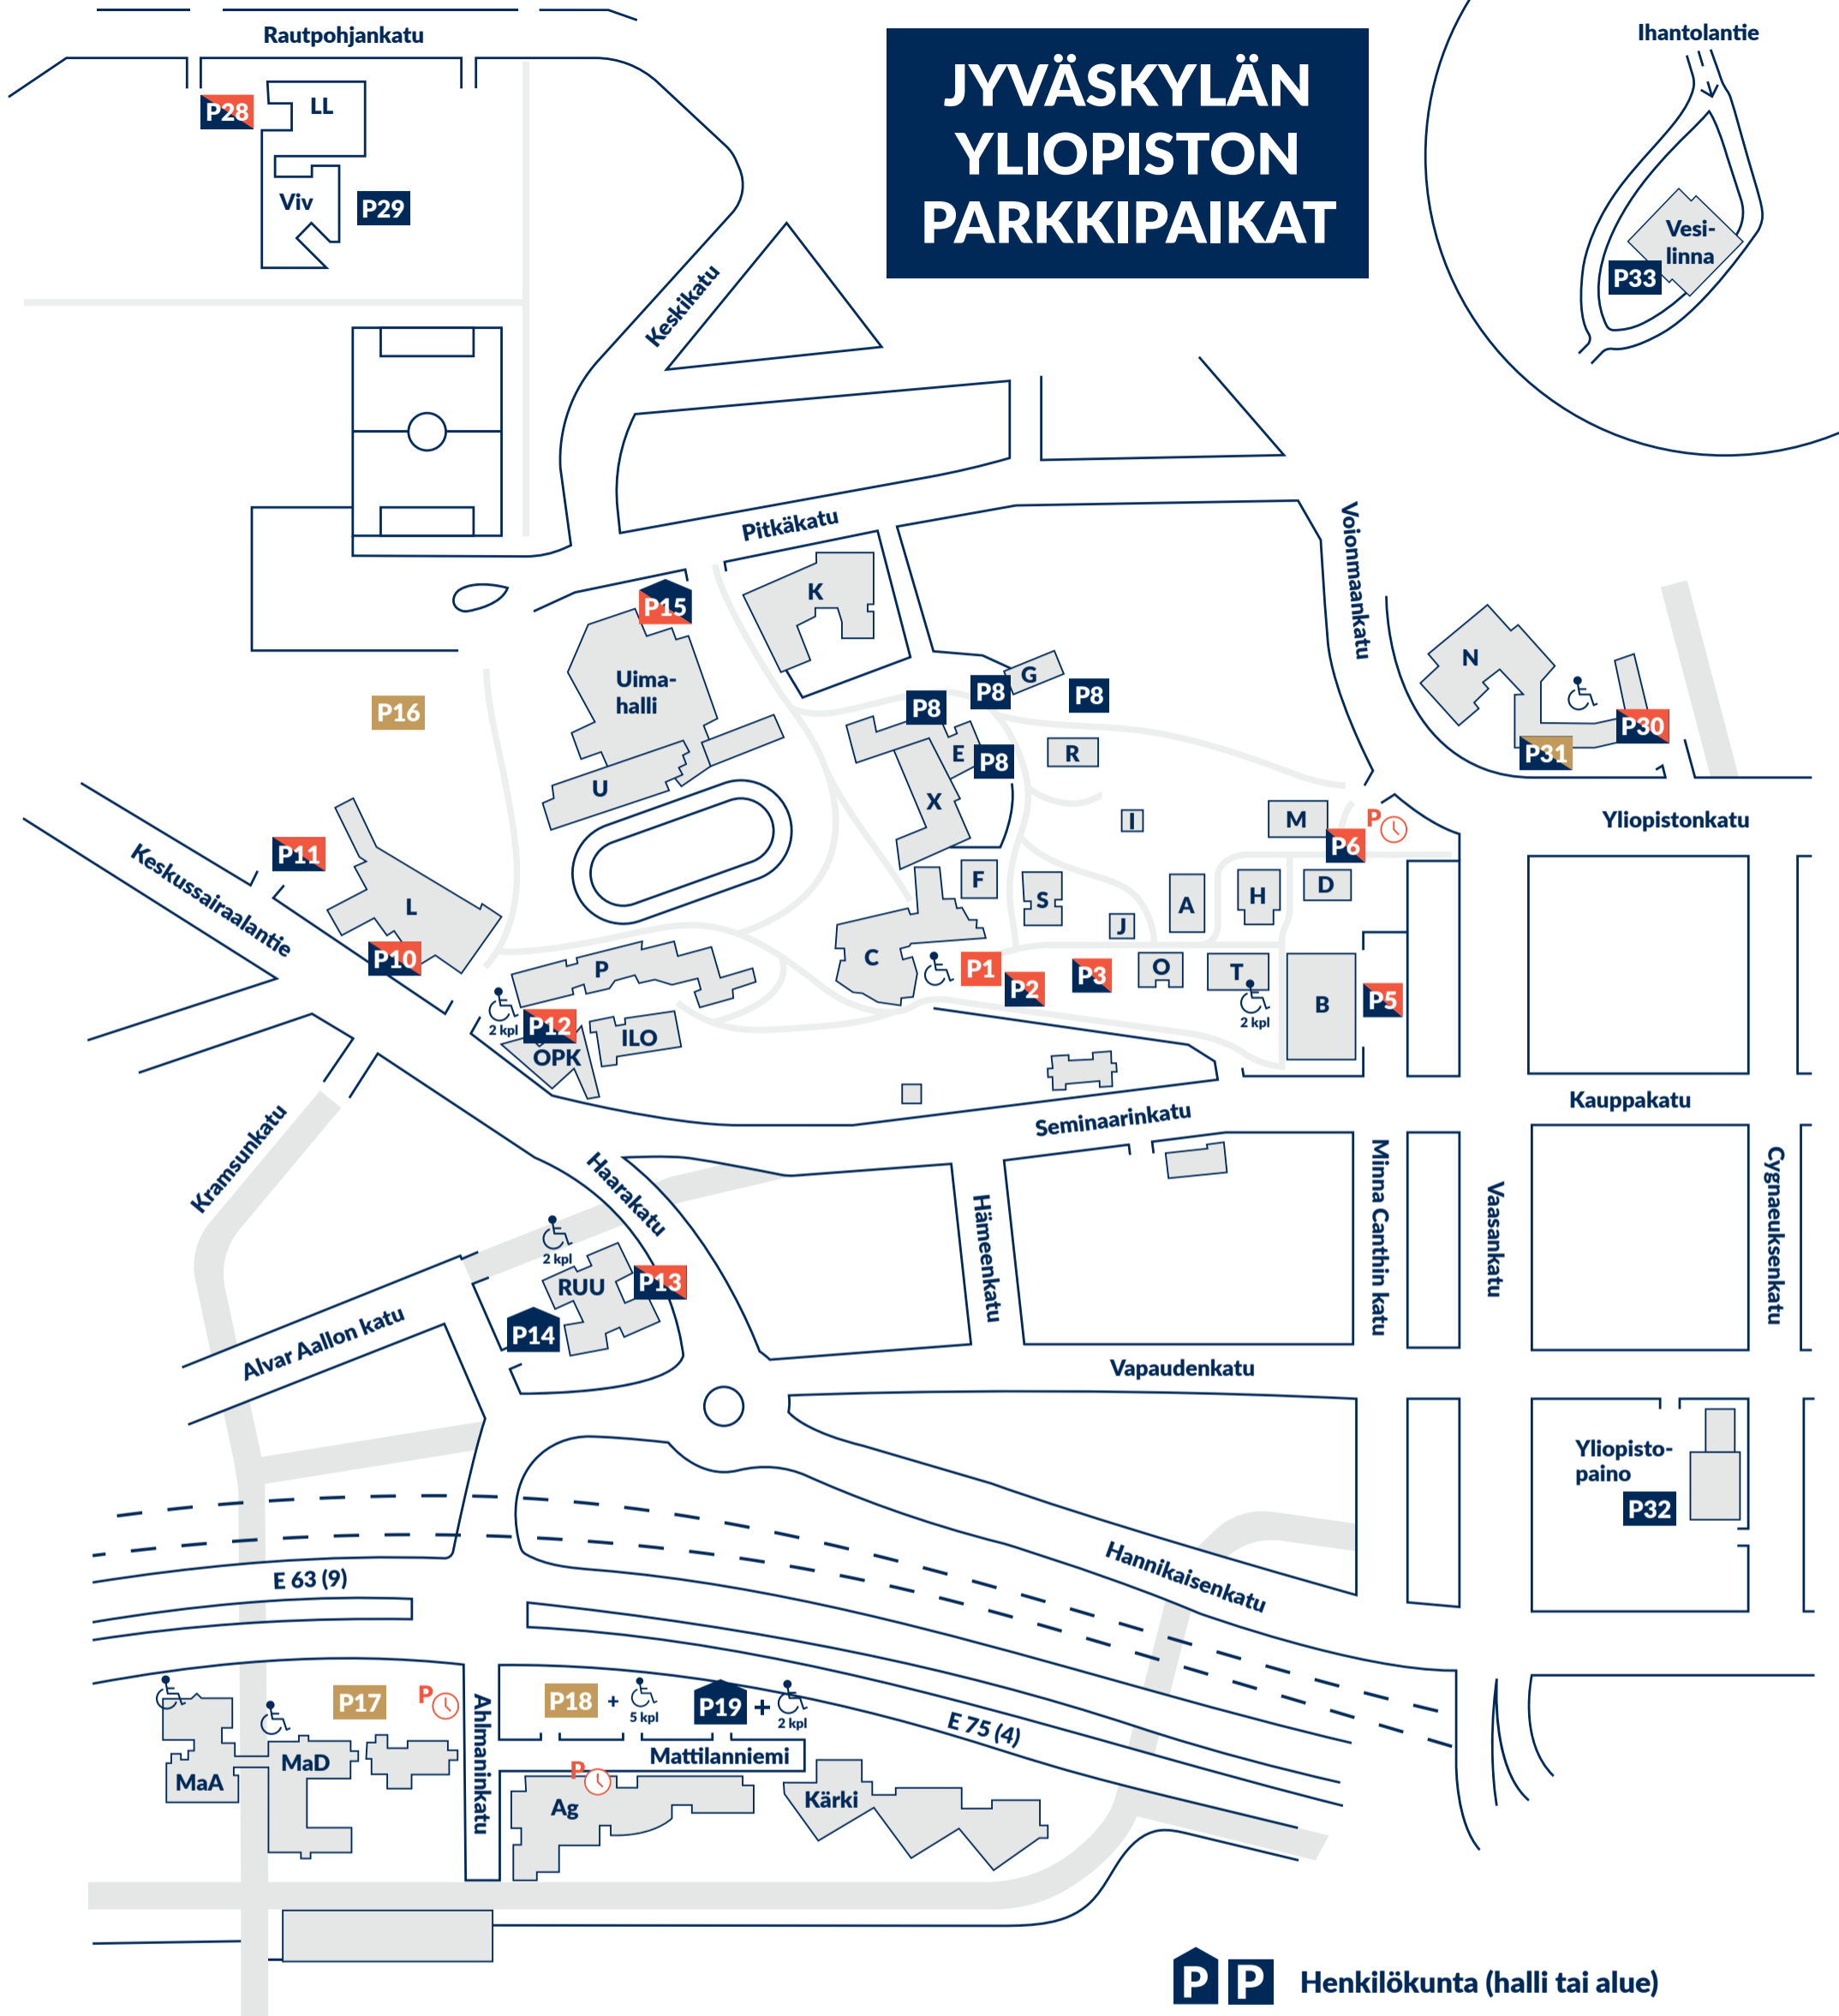 Rautpohjankatu
JYVÄSKYLÄN
YLIOPISTON
PARKKIPAIKAT
Ihantolantie
P28
LL
Viv
P29
Vesi-
linna
P33
Keskikatu
Pitkäkatu
Voionmaankatu
K
P15
Uima-
halli
P16
G
P8
P8
P8
N
P30
P31
E
P8
R
U
X
I
M
P
P6
Yliopistonkatu
P11
Keskussairaalantie
L
F
S
A
H
D
J
P10
C
P
P1
P2
P3
O
T
2 kpl
B
P5
2 kpl
P12
OPK
ILO
Kramsunkatu
Seminaarinkatu
Kauppakatu
Haarakatu
Hämeenkatu
Minna Canthin katu
Vaasankatu
Cygnaeuksenkatu
2 kpl
RUU
P13
P14
Alvar Aallon katu
Vapaudenkatu
Yliopisto-
paino
P32
Hannikaisenkatu
E 63 (9)
P17
P
Ahlmaninkatu
P18 + 5 kpl
P19 + 2 kpl
E 75 (4)
Mattilanniemi
MaA
MaD
P
Ag
Kärki
P P Henkilökunta (halli tai alue)